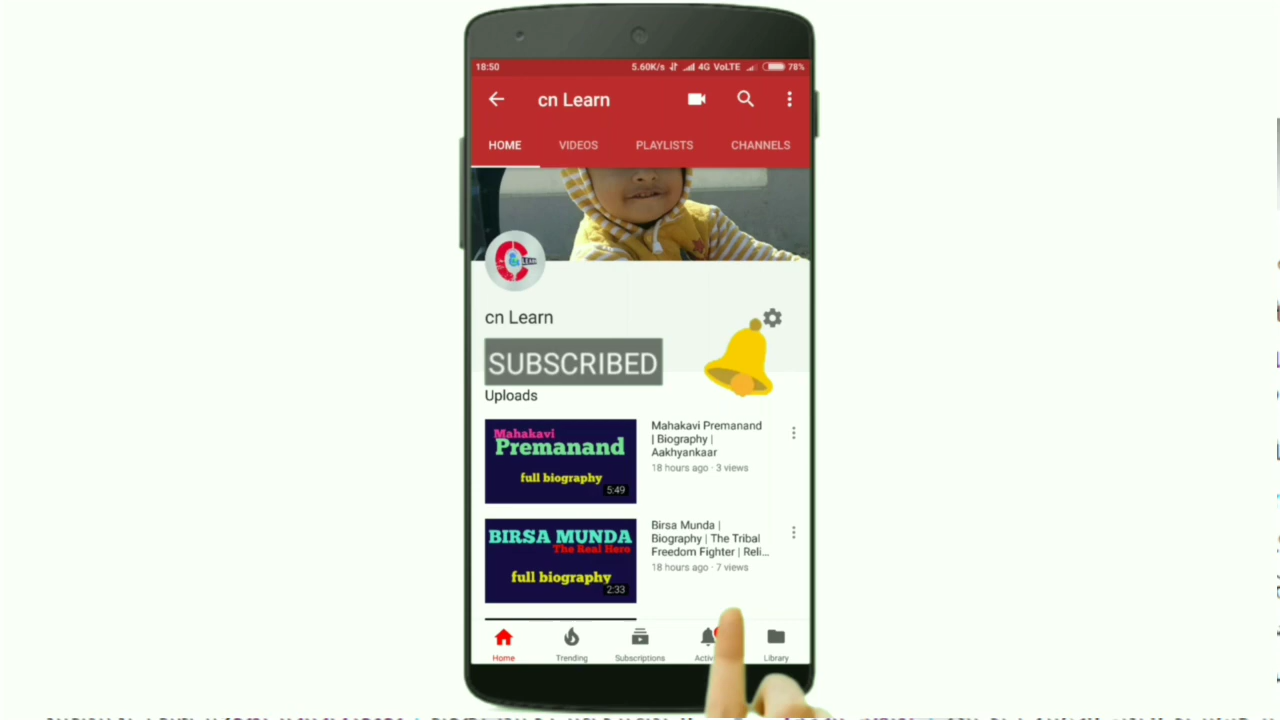 18:50 5.60K/s 4G VoLTE 78%
cn Learn
HOME VIDEOS PLAYLISTS CHANNELS
LEARN
cn Learn
SUBSCRIBED
Uploads
Mahakavi
Premanand
full biography
5:49
Mahakavi Premanand
| Biography |
Aakhyankaar
18 hours ago · 3 views
BIRSA MUNDA
The Real Hero
full biography
2:33
Birsa Munda |
Biography | The Tribal
Freedom Fighter | Reli...
18 hours ago · 7 views
Home Trending Subscriptions Library